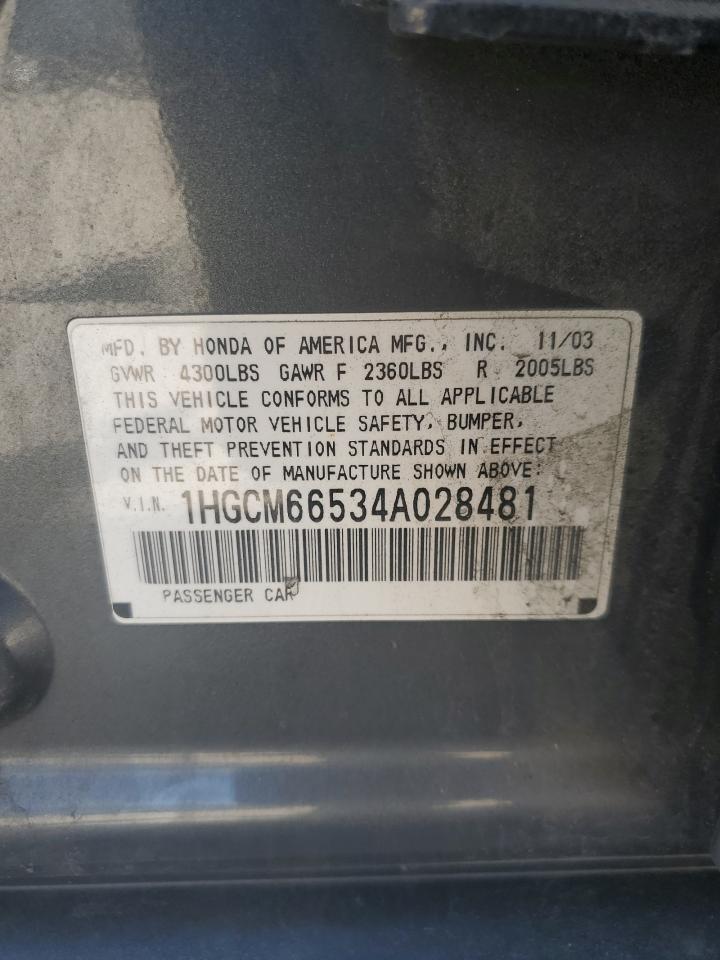 MFD. BY HONDA OF AMERICA MFG., INC. 11/03
GVWR 4300LBS GAWR F 2360LBS R 2005LBS
THIS VEHICLE CONFORMS TO ALL APPLICABLE
FEDERAL MOTOR VEHICLE SAFETY, BUMPER,
AND THEFT PREVENTION STANDARDS IN EFFECT
ON THE DATE OF MANUFACTURE SHOWN ABOVE:
V.I.N. 1HGCM66534A028481
PASSENGER CAR